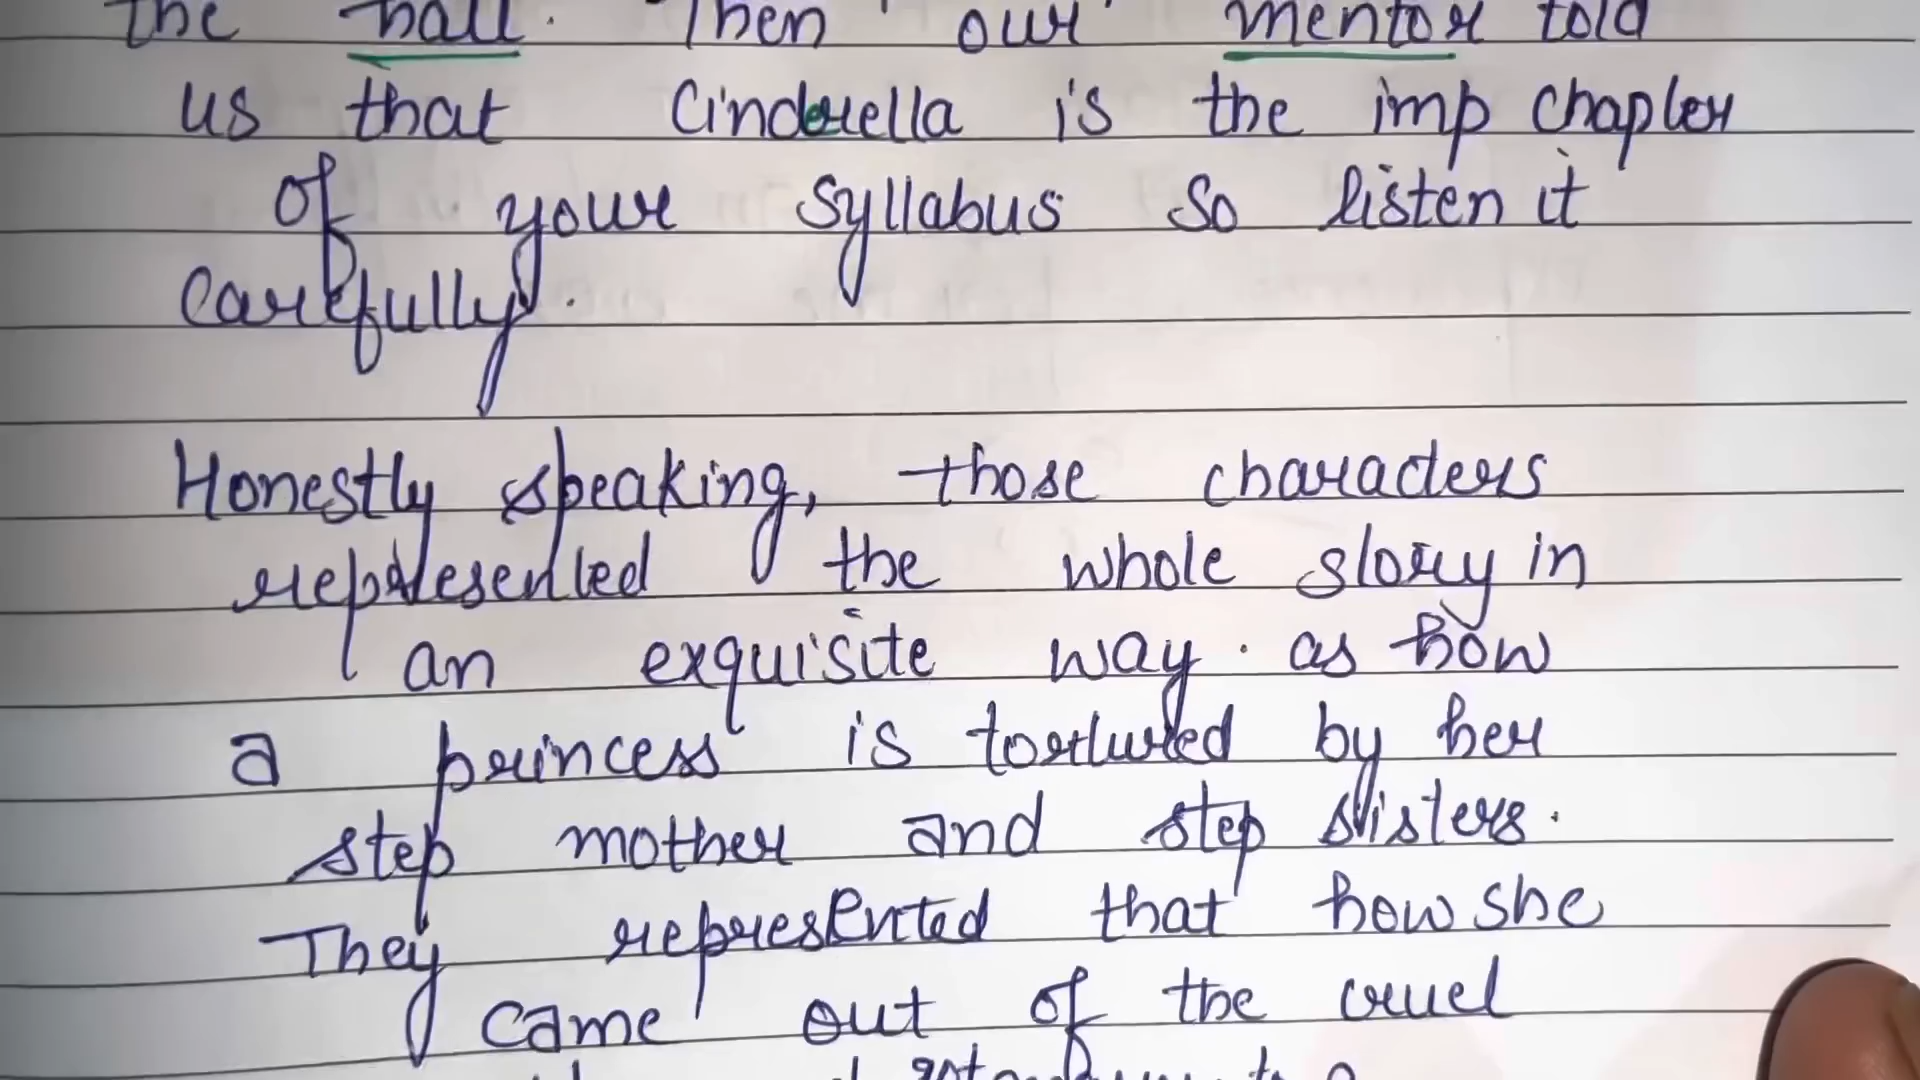 the hall. Then our mentor told
us that Cinderella is the imp chapter
of your syllabus so listen it
carefully.
Honestly speaking, those characters
represented the whole story in
an exquisite way. as how
a princess is tortured by her
step mother and step sisters.
They represented that how she
came out of the cruel